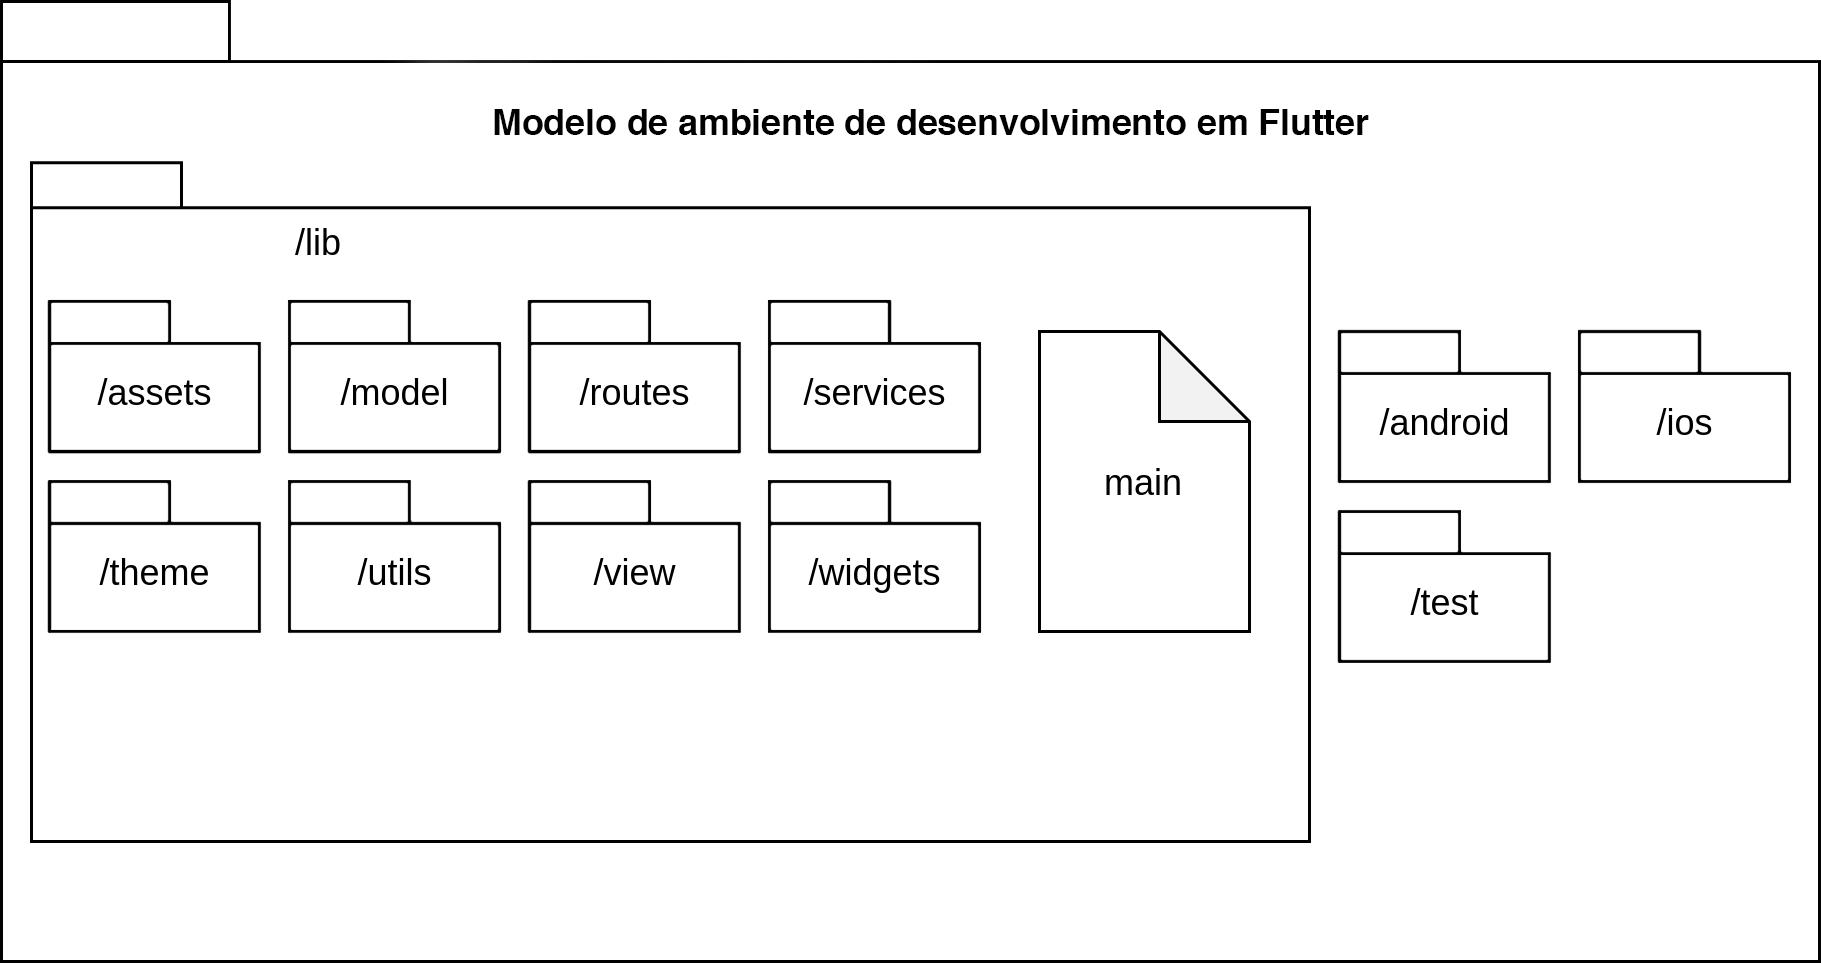 Modelo de ambiente de desenvolvimento em Flutter
/lib
/assets
/model
/routes
/services
/theme
/utils
/view
/widgets
main
/android
/ios
/test